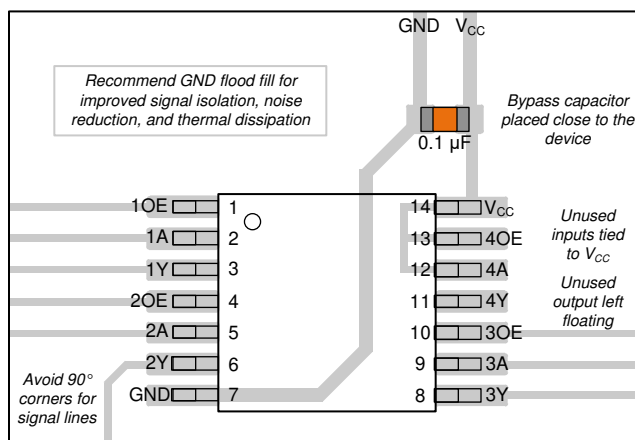 GND VCC
Recommend GND flood fill for
improved signal isolation, noise
reduction, and thermal dissipation
Bypass capacitor
placed close to the
device
0.1 µF
1OE 1 14 VCC
1A 2 13 4OE
1Y 3 12 4A
2OE 4 11 4Y
2A 5 10 3OE
2Y 6 9 3A
GND 7 8 3Y
Unused
inputs tied
to VCC
Unused
output left
floating
Avoid 90°
corners for
signal lines